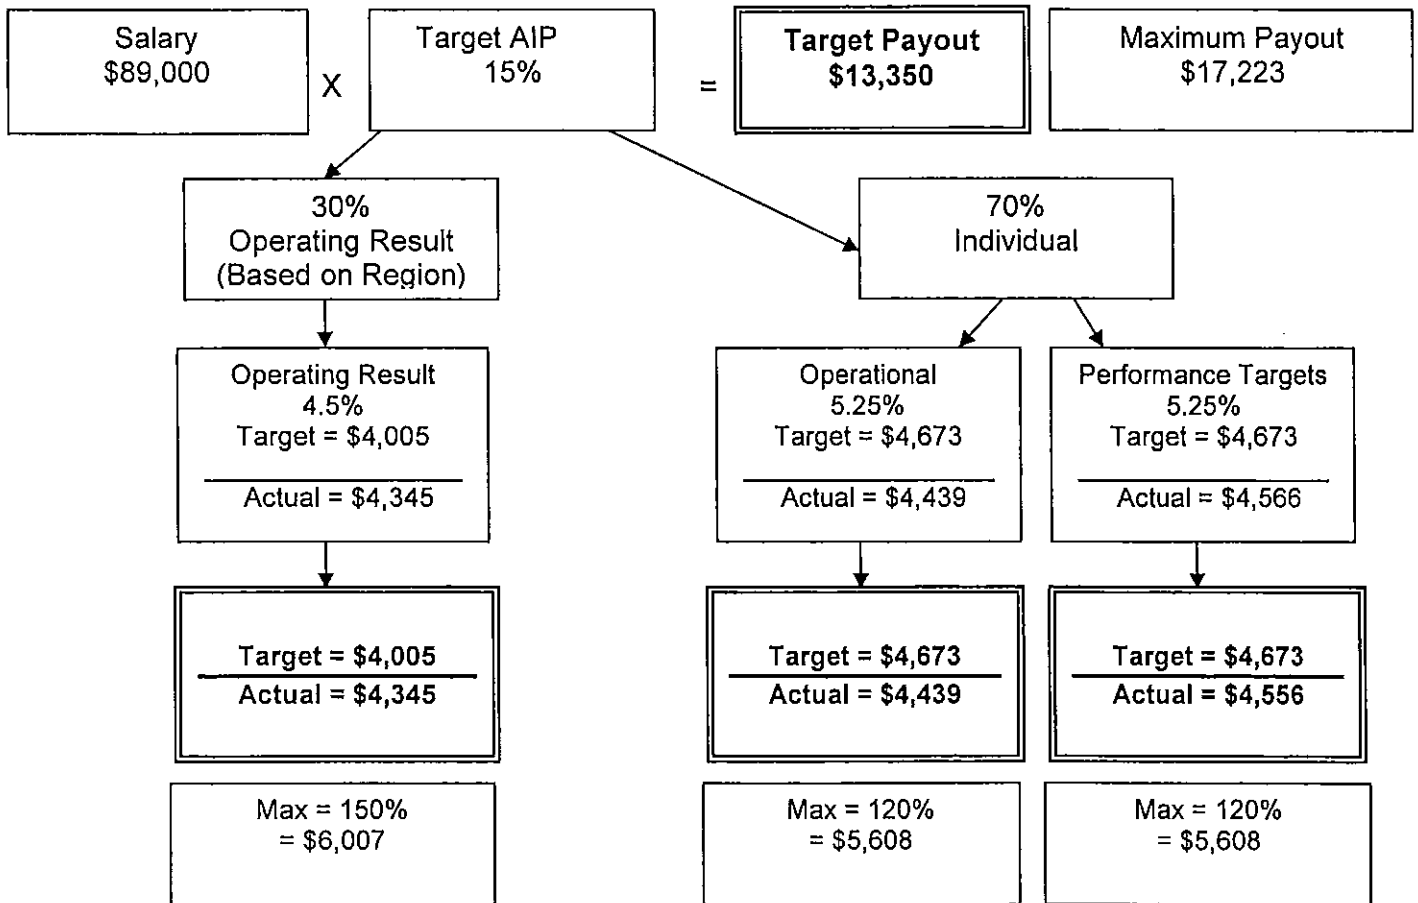 Salary
$89,000
X
Target AIP
15%
=
Target Payout
$13,350
Maximum Payout
$17,223
30%
Operating Result
(Based on Region)
70%
Individual
Operating Result
4.5%
Target = $4,005
Actual = $4,345
Operational
5.25%
Target = $4,673
Actual = $4,439
Performance Targets
5.25%
Target = $4,673
Actual = $4,566
Target = $4,005
Actual = $4,345
Target = $4,673
Actual = $4,439
Target = $4,673
Actual = $4,556
Max = 150%
= $6,007
Max = 120%
= $5,608
Max = 120%
= $5,608